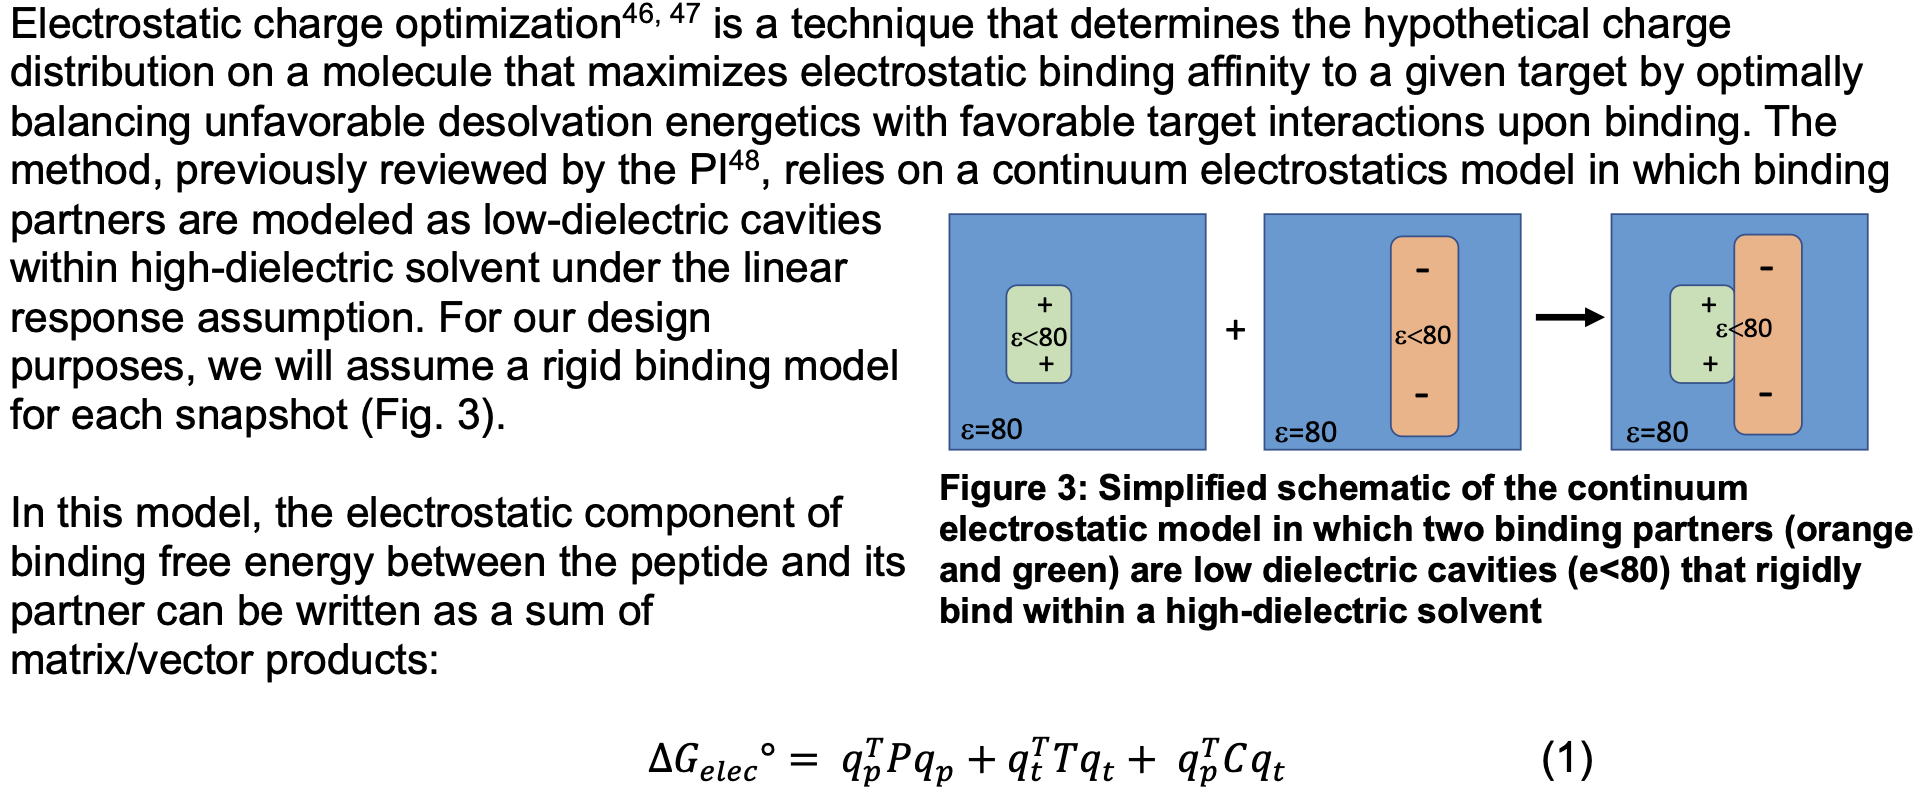 Electrostatic charge optimization46, 47 is a technique that determines the hypothetical charge
distribution on a molecule that maximizes electrostatic binding affinity to a given target by optimally
balancing unfavorable desolvation energetics with favorable target interactions upon binding. The
method, previously reviewed by the PI48, relies on a continuum electrostatics model in which binding
partners are modeled as low-dielectric cavities
within high-dielectric solvent under the linear
response assumption. For our design
purposes, we will assume a rigid binding model
for each snapshot (Fig. 3).
In this model, the electrostatic component of
binding free energy between the peptide and its
partner can be written as a sum of
matrix/vector products:
+
ε<80
+
ε=80
+
-
ε<80
-
ε=80
-
+
ε<80
+
-
ε=80
Figure 3: Simplified schematic of the continuum
electrostatic model in which two binding partners (orange
and green) are low dielectric cavities (e<80) that rigidly
bind within a high-dielectric solvent
ΔG_elec° = q_p^T P q_p + q_t^T T q_t + q_p^T C q_t (1)